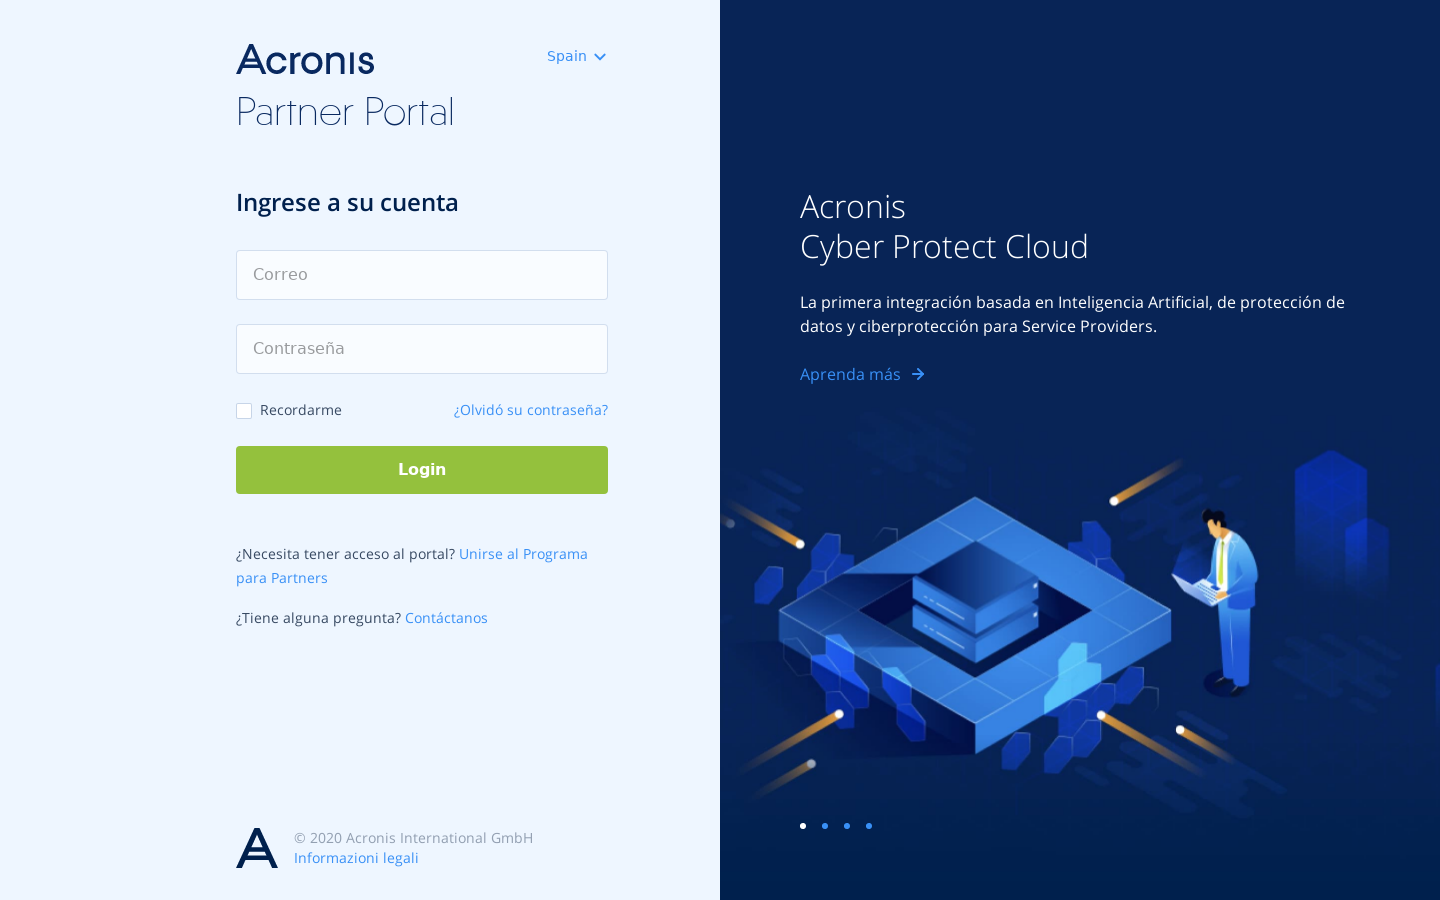 Acronis
Spain
Partner Portal
Ingrese a su cuenta
Correo
Contraseña
Recordarme
¿Olvidó su contraseña?
Login
¿Necesita tener acceso al portal? Unirse al Programa
para Partners
¿Tiene alguna pregunta? Contáctanos
© 2020 Acronis International GmbH
Informazioni legali
Acronis
Cyber Protect Cloud
La primera integración basada en Inteligencia Artificial, de protección de
datos y ciberprotección para Service Providers.
Aprenda más